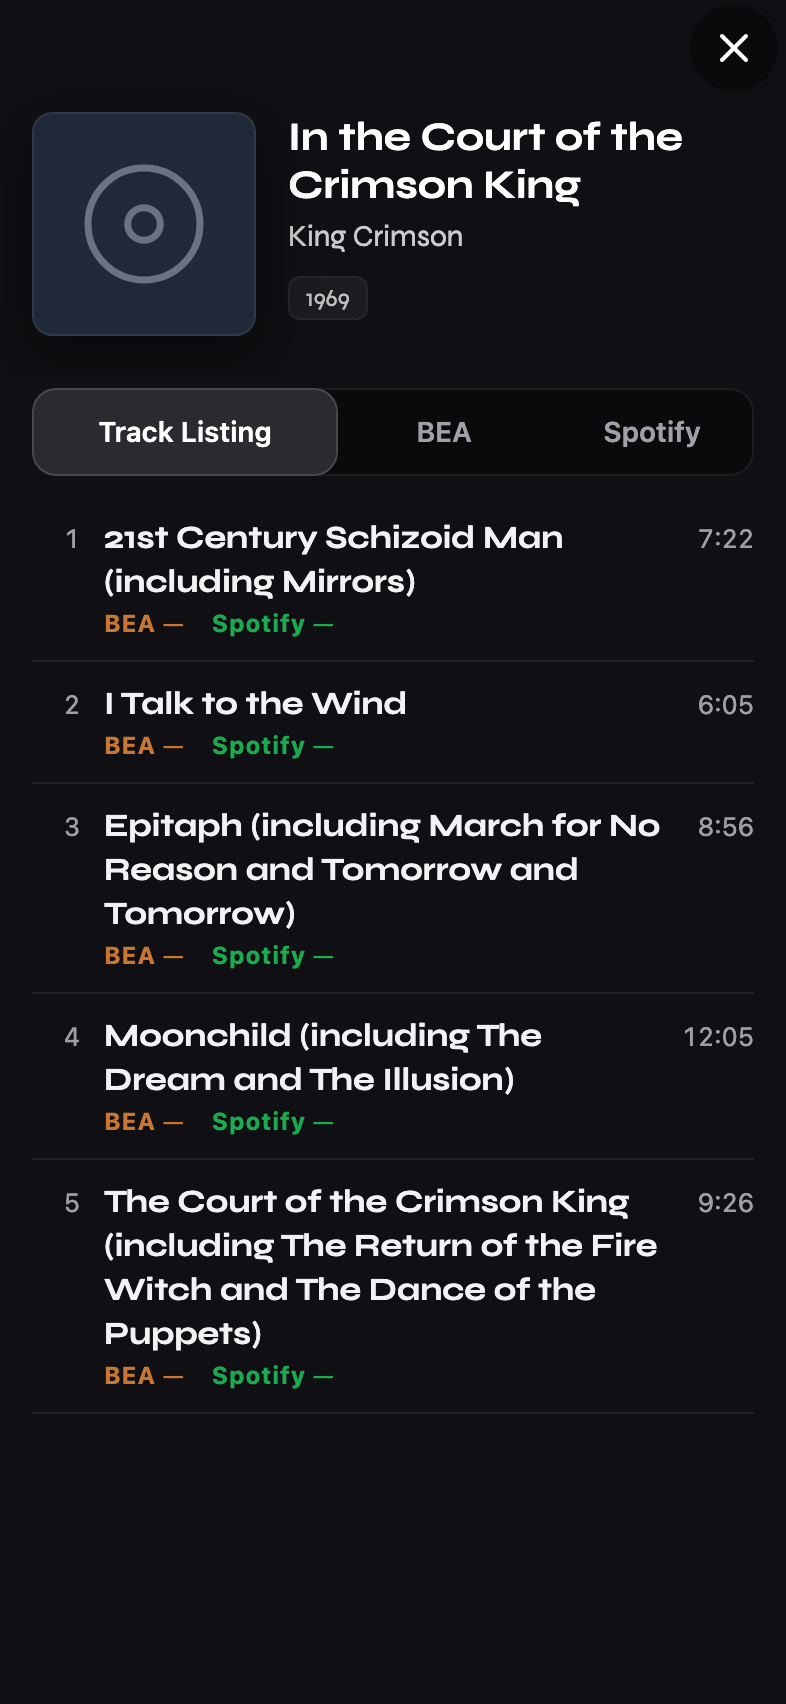 In the Court of the
Crimson King
King Crimson
1969
Track Listing BEA Spotify
1 21st Century Schizoid Man 7:22
(including Mirrors)
BEA — Spotify —
2 I Talk to the Wind 6:05
BEA — Spotify —
3 Epitaph (including March for No 8:56
Reason and Tomorrow and
Tomorrow)
BEA — Spotify —
4 Moonchild (including The 12:05
Dream and The Illusion)
BEA — Spotify —
5 The Court of the Crimson King 9:26
(including The Return of the Fire
Witch and The Dance of the
Puppets)
BEA — Spotify —